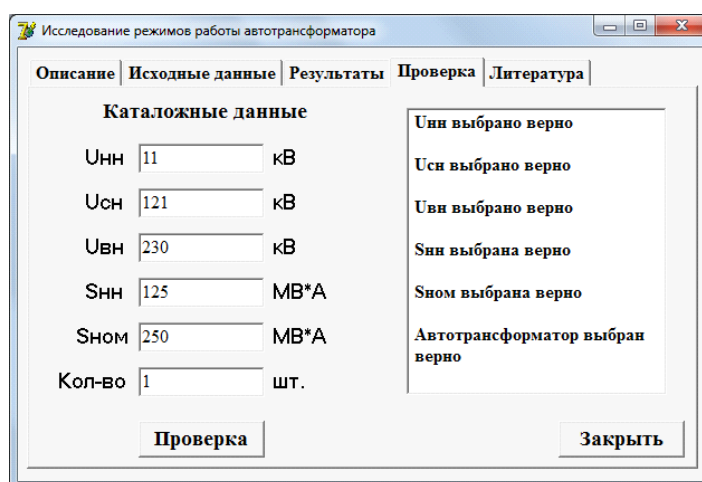 Исследование режимов работы автотрансформатора
Описание Исходные данные Результаты Проверка Литература
Каталожные данные
Uнн 11 кВ
Uсн 121 кВ
Uвн 230 кВ
Sнн 125 МВ*А
Sном 250 МВ*А
Кол-во 1 шт.
Проверка
Uнн выбрано верно
Uсн выбрано верно
Uвн выбрано верно
Sнн выбрана верно
Sном выбрана верно
Автотрансформатор выбран
верно
Закрыть